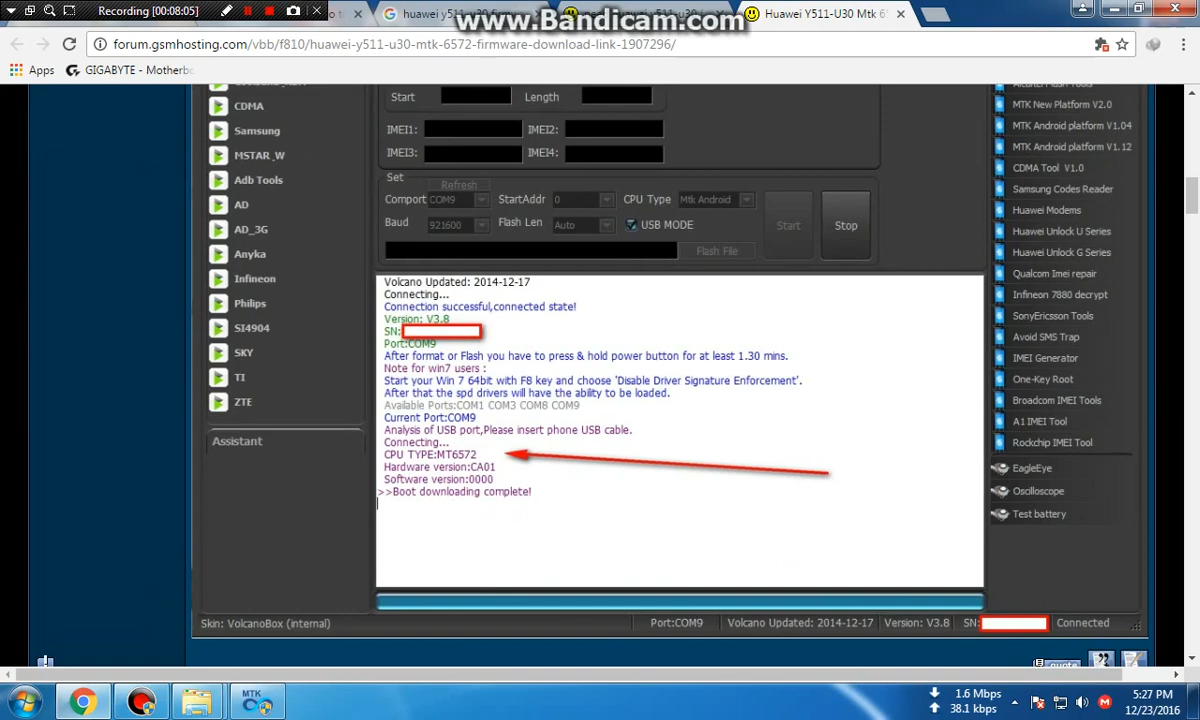 Recording [00:08:05]
www.Bandicam.com
huawei y511-u30 firmw
Huawei Y511-U30 Mtk 6
forum.gsmhosting.com/vbb/f810/huawei-y511-u30-mtk-6572-firmware-download-link-1907296/
Apps
GIGABYTE - Motherbo
CDMA
Samsung
MSTAR_W
Adb Tools
AD
AD_3G
Anyka
Infineon
Philips
SI4904
SKY
TI
ZTE
Assistant
Start
Length
IMEI1:
IMEI2:
IMEI3:
IMEI4:
Set
Refresh
Comport COM9
StartAddr 0
CPU Type Mtk Android
Baud 921600
Flash Len Auto
USB MODE
Start
Stop
Flash File
Volcano Updated: 2014-12-17
Connecting...
Connection successful,connected state!
Version: V3.8
SN:
Port:COM9
After format or Flash you have to press & hold power button for at least 1.30 mins.
Note for win7 users :
Start your Win 7 64bit with F8 key and choose 'Disable Driver Signature Enforcement'.
After that the spd drivers will have the ability to be loaded.
Available Ports:COM1 COM3 COM8 COM9
Current Port:COM9
Analysis of USB port,Please insert phone USB cable.
Connecting...
CPU TYPE:MT6572
Hardware version:CA01
Software version:0000
>>Boot downloading complete!
MTK New Platform V2.0
MTK Android platform V1.04
MTK Android platform V1.12
CDMA Tool V1.0
Samsung Codes Reader
Huawei Modems
Huawei Unlock U Series
Huawei Unlock G Series
Qualcom Imei repair
Infineon 7880 decrypt
SonyEricsson Tools
Avoid SMS Trap
IMEI Generator
One-Key Root
Broadcom IMEI Tools
A1 IMEI Tool
Rockchip IMEI Tool
EagleEye
Oscilloscope
Test battery
Skin: VolcanoBox (internal)
Port:COM9
Volcano Updated: 2014-12-17
Version: V3.8
SN:
Connected
quote
MTK
1.6 Mbps
38.1 kbps
5:27 PM
12/23/2016